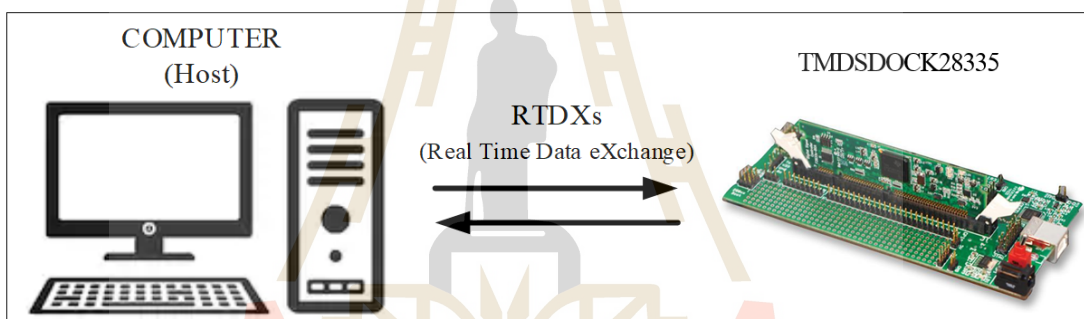 COMPUTER
(Host)
TMDSDOCK28335
RTDXs
(Real Time Data eXchange)